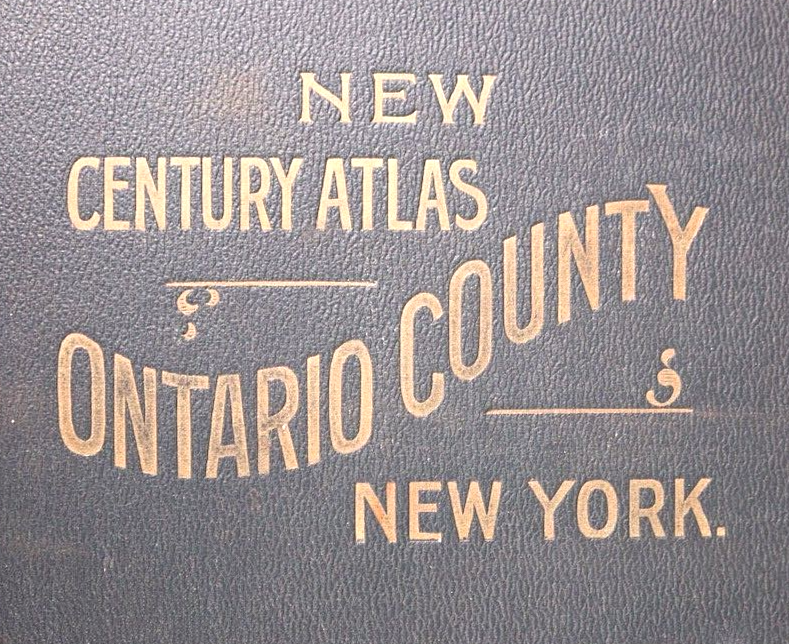 NEW
CENTURY ATLAS
ONTARIO COUNTY
NEW YORK.